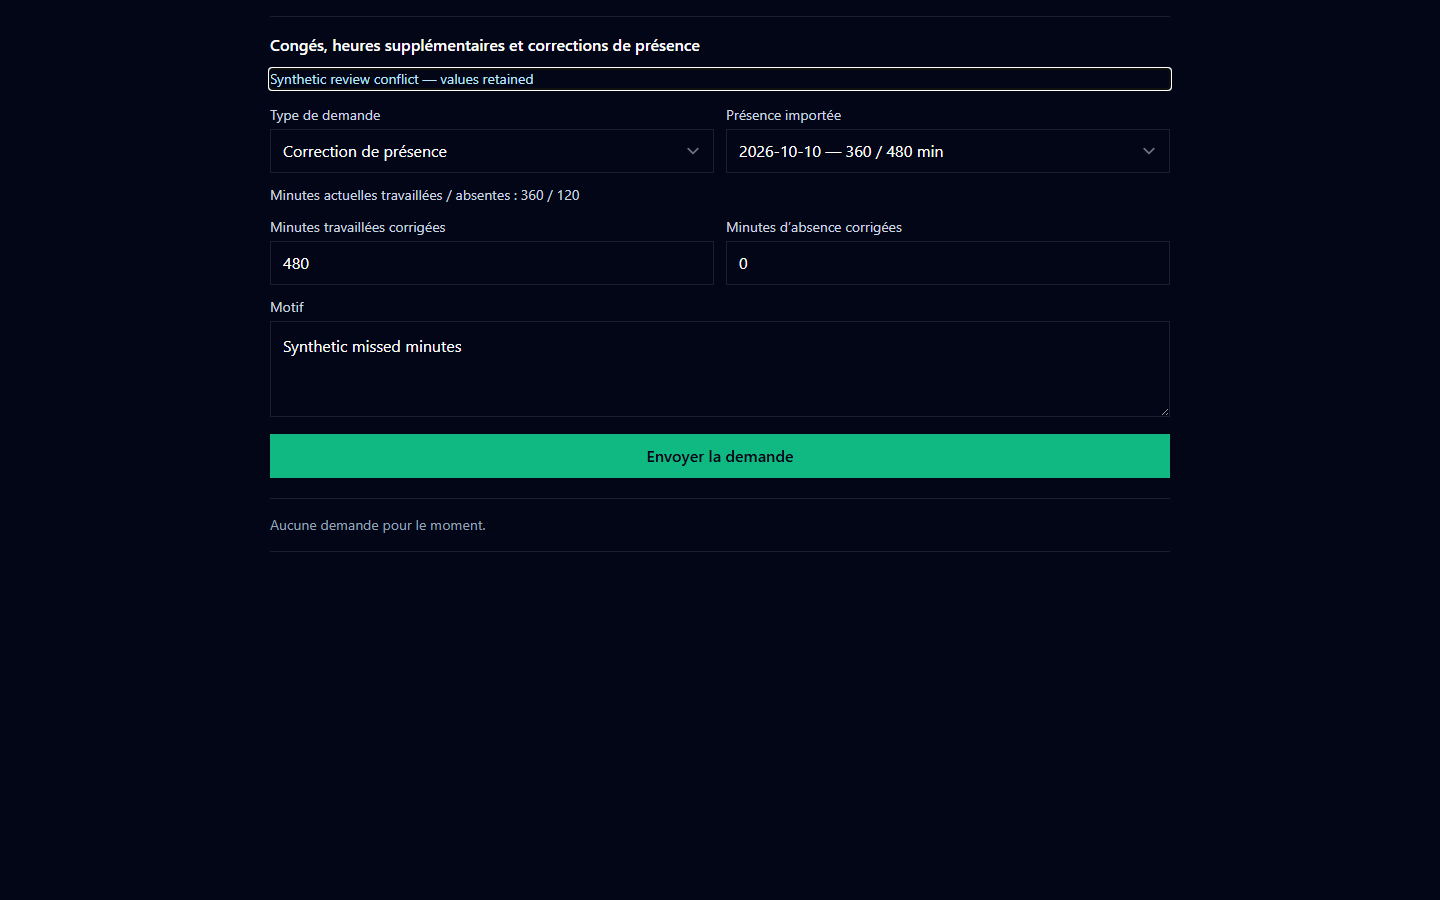 Congés, heures supplémentaires et corrections de présence
Synthetic review conflict — values retained
Type de demande
Présence importée
Correction de présence
2026-10-10 — 360 / 480 min
Minutes actuelles travaillées / absentes : 360 / 120
Minutes travaillées corrigées
Minutes d’absence corrigées
480
0
Motif
Synthetic missed minutes
Envoyer la demande
Aucune demande pour le moment.